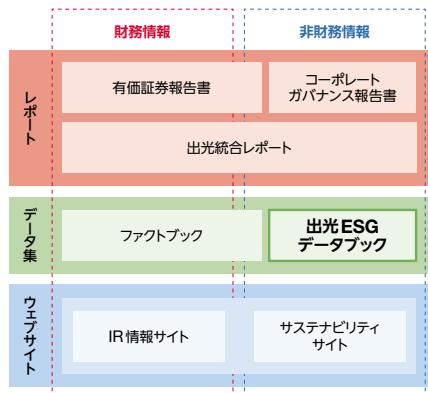 財務情報
非財務情報
レポート
有価証券報告書
コーポレート
ガバナンス報告書
出光統合レポート
データ集
ファクトブック
出光ESG
データブック
ウェブサイト
IR情報サイト
サステナビリティ
サイト